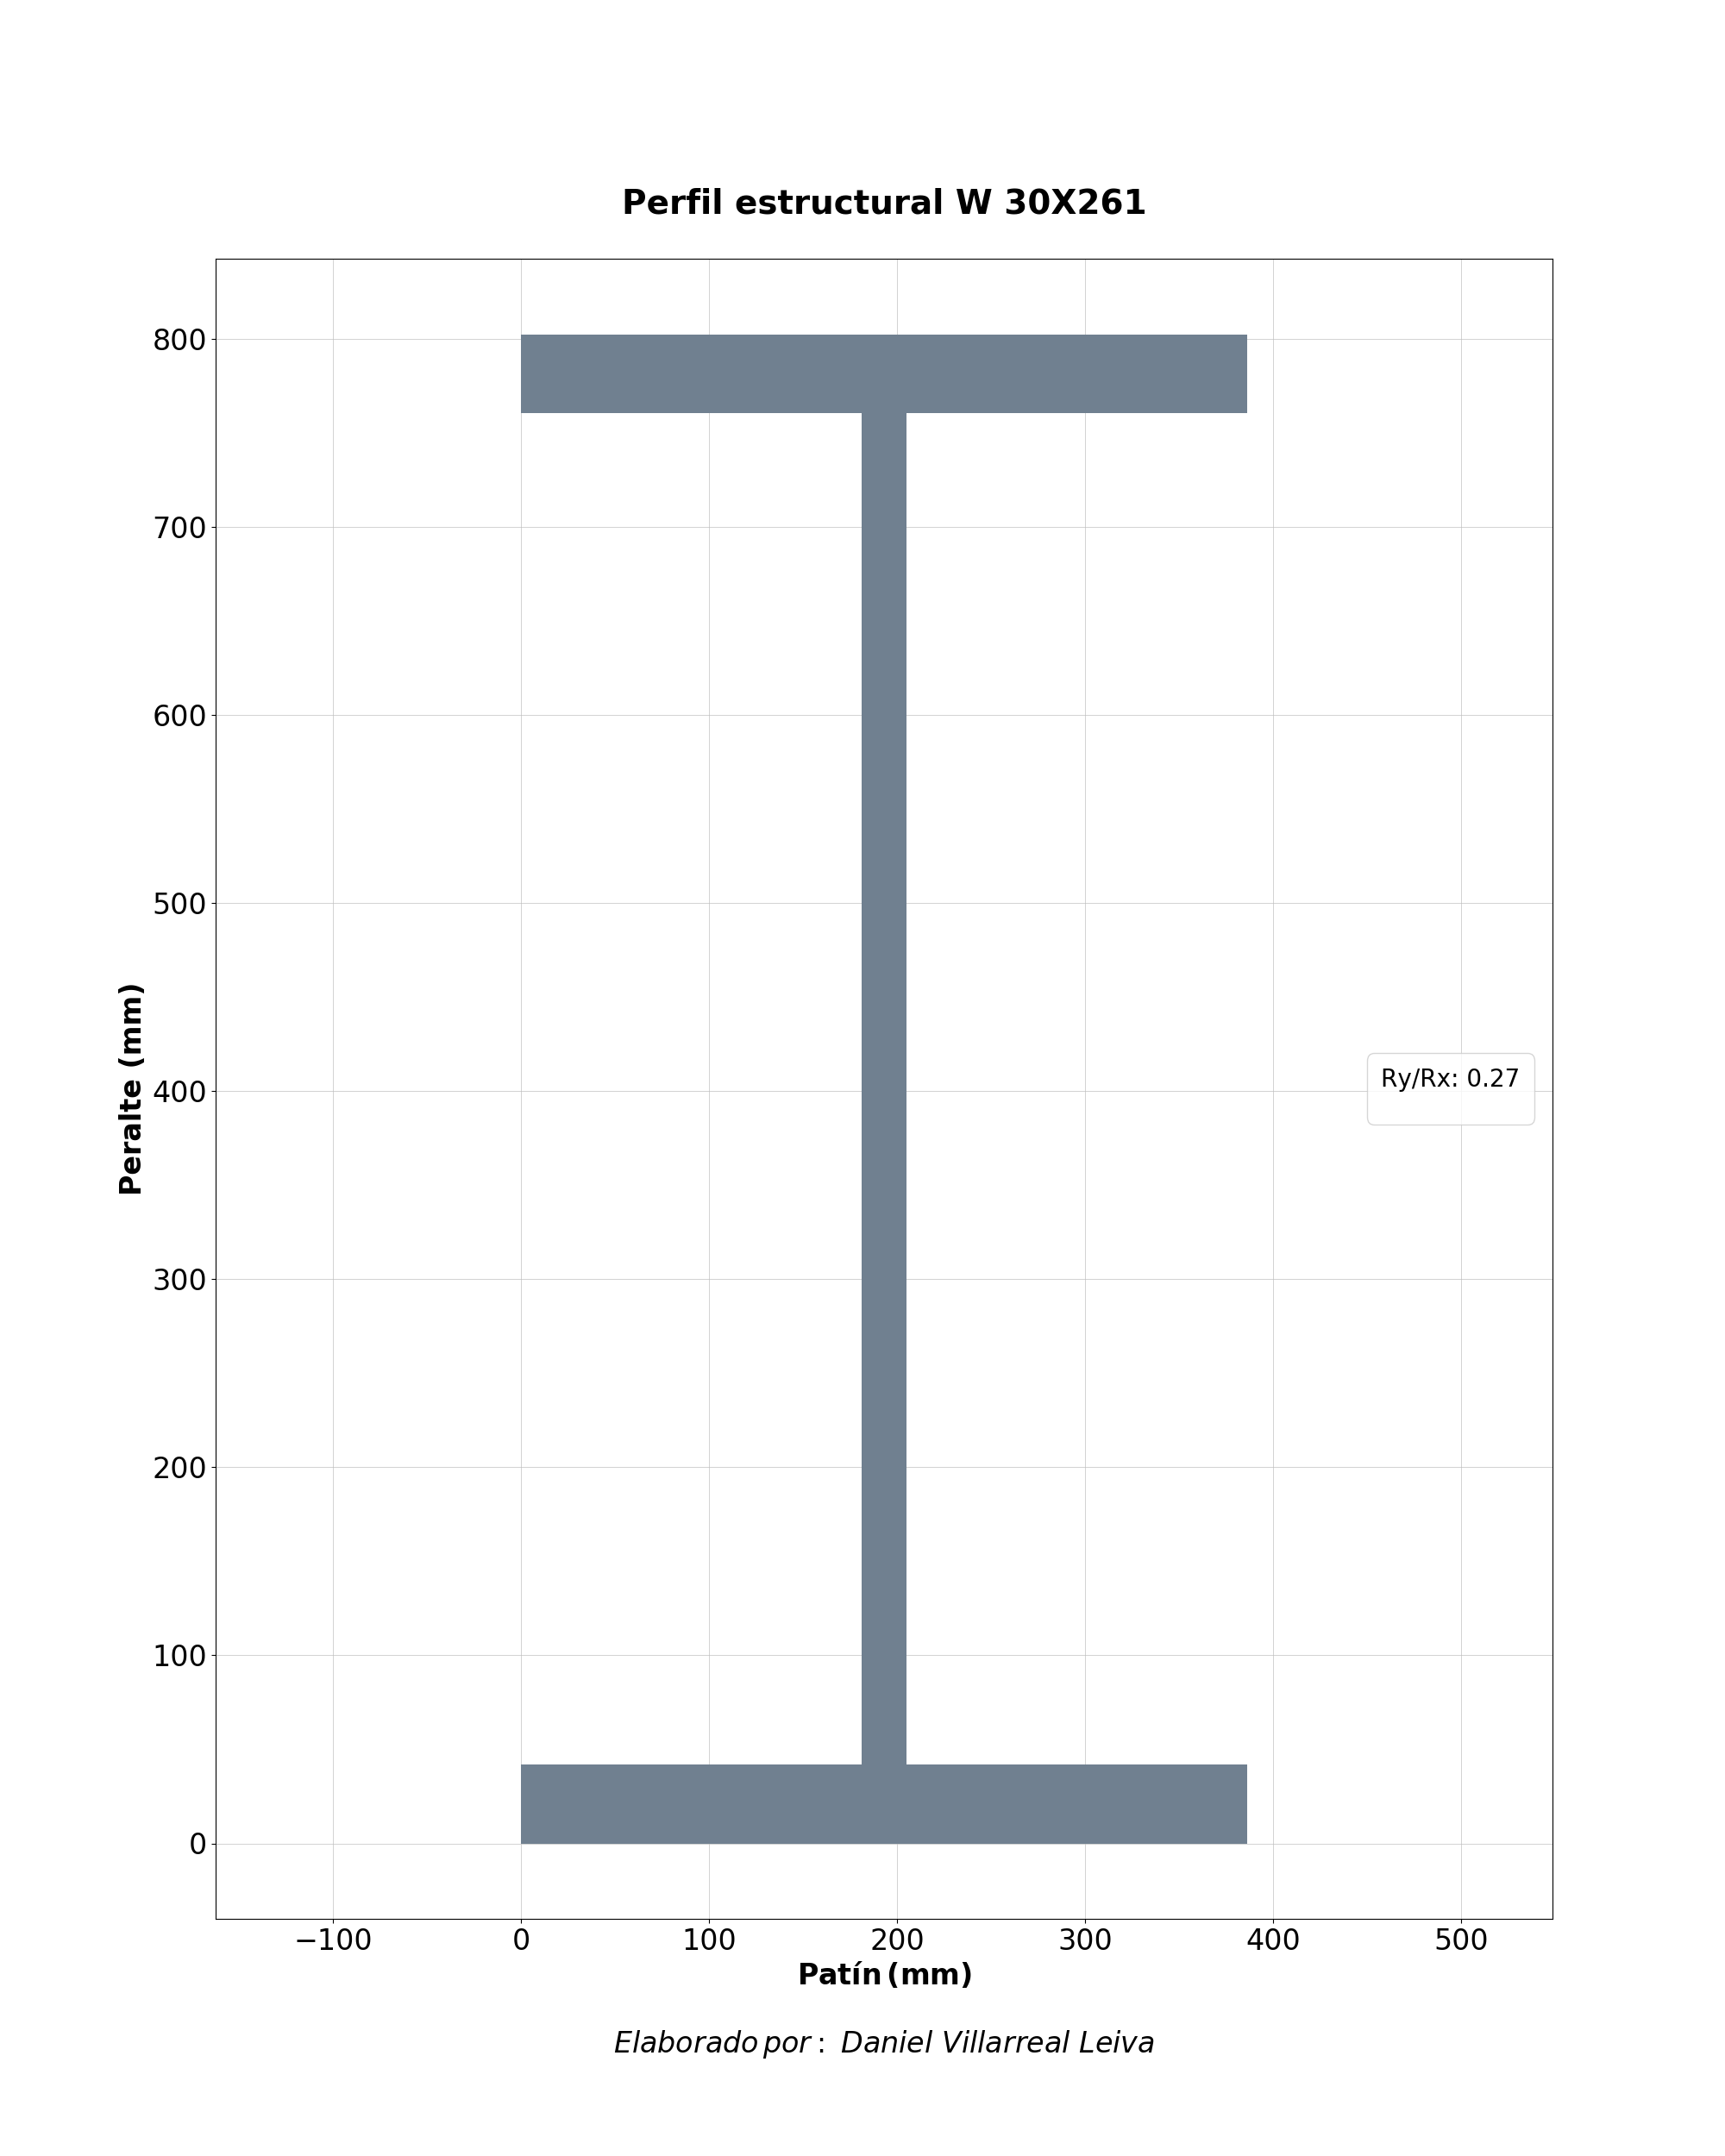 Perfil estructural W 30X261
800
700
600
500
400
300
200
100
0
Peralte (mm)
Ry/Rx: 0.27
−100 0 100 200 300 400 500
Patín (mm)
Elaborado por: Daniel Villarreal Leiva